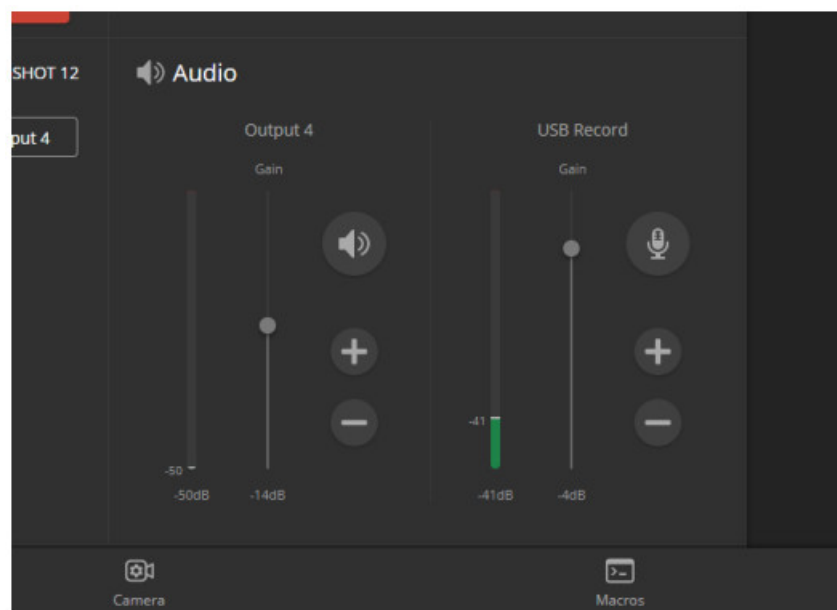 SHOT 12
Audio
put 4
Output 4
USB Record
Gain
Gain
-41
-50
-50dB
-14dB
-41dB
-4dB
Camera
Macros